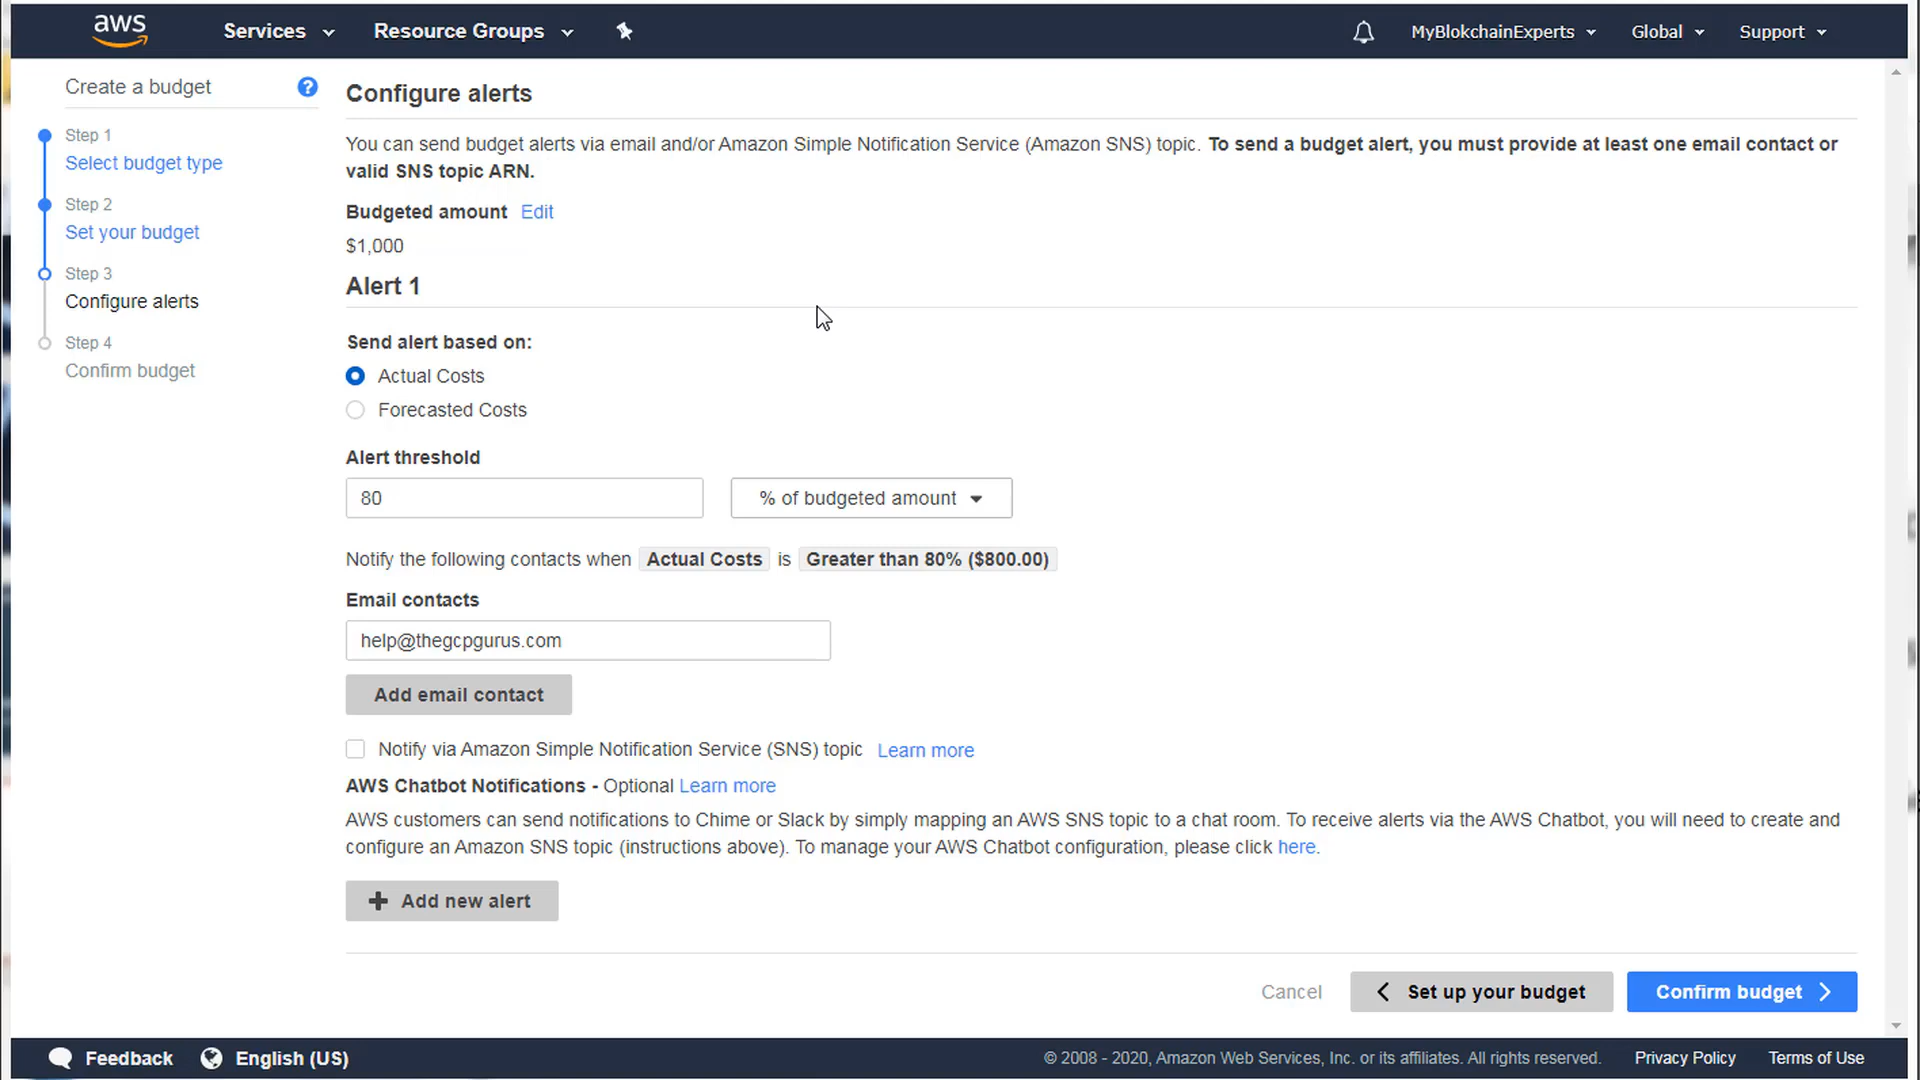 aws Services Resource Groups MyBlokchainExperts Global Support
Create a budget ?
Step 1
Select budget type
Step 2
Set your budget
Step 3
Configure alerts
Step 4
Confirm budget
Configure alerts
You can send budget alerts via email and/or Amazon Simple Notification Service (Amazon SNS) topic. To send a budget alert, you must provide at least one email contact or
valid SNS topic ARN.
Budgeted amount Edit
$1,000
Alert 1
Send alert based on:
Actual Costs
Forecasted Costs
Alert threshold
80 % of budgeted amount
Notify the following contacts when Actual Costs is Greater than 80% ($800.00)
Email contacts
help@thegcpgurus.com
Add email contact
Notify via Amazon Simple Notification Service (SNS) topic Learn more
AWS Chatbot Notifications - Optional Learn more
AWS customers can send notifications to Chime or Slack by simply mapping an AWS SNS topic to a chat room. To receive alerts via the AWS Chatbot, you will need to create and
configure an Amazon SNS topic (instructions above). To manage your AWS Chatbot configuration, please click here.
Add new alert
Cancel Set up your budget Confirm budget
Feedback English (US) © 2008 - 2020, Amazon Web Services, Inc. or its affiliates. All rights reserved. Privacy Policy Terms of Use